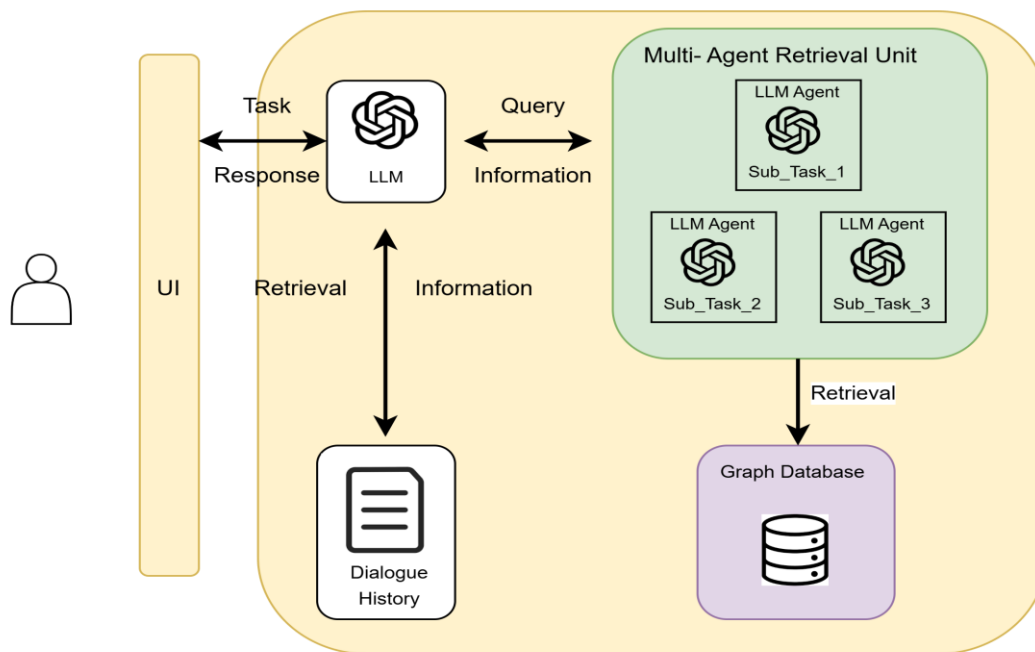 Multi- Agent Retrieval Unit
LLM Agent
Sub_Task_1
LLM Agent
Sub_Task_2
LLM Agent
Sub_Task_3
Task
Response
LLM
Query
Information
UI
Retrieval
Information
Retrieval
Dialogue
History
Graph Database